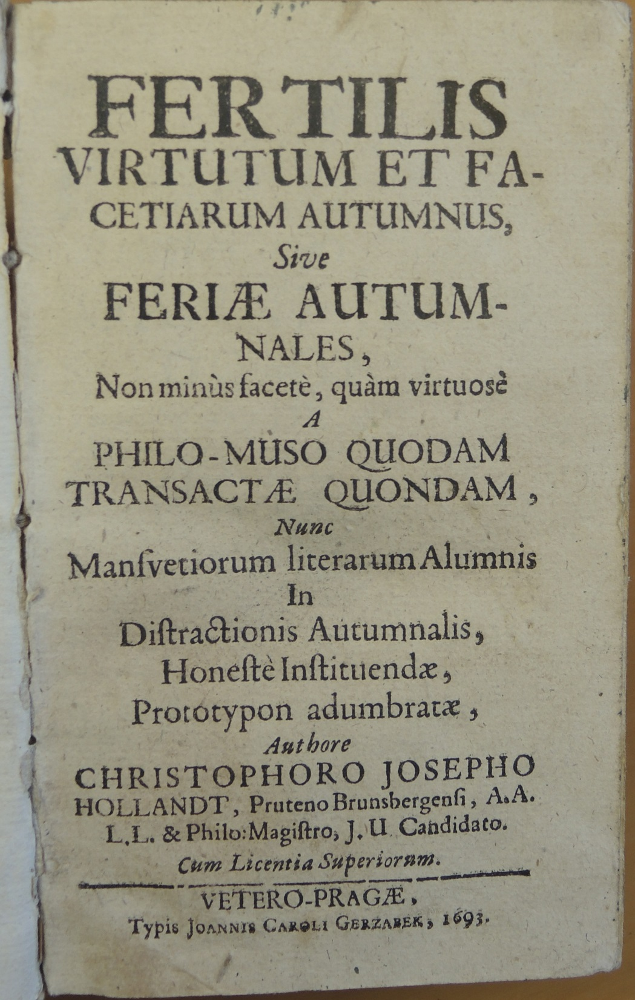 FERTILIS
VIRTUTUM ET FA-
CETIARUM AUTUMNUS,
Sive
FERIÆ AUTUM-
NALES,
Non minùs facetè, quàm virtuosè
A
PHILO-MUSO QUODAM
TRANSACTÆ QUONDAM,
Nunc
Manſvetiorum literarum Alumnis
In
Diſtractionis Autumnalis,
Honeſtè Inſtituendæ,
Prototypon adumbratæ,
Authore
CHRISTOPHORO JOSEPHO
HOLLANDT, Pruteno Brunsbergenſi, A.A.
L.L. & Philo: Magiſtro, J. U. Candidato.
Cum Licentia Superiorum.
VETERO-PRAGÆ,
Typis JOANNIS CAROLI GERZABEK, 1693.